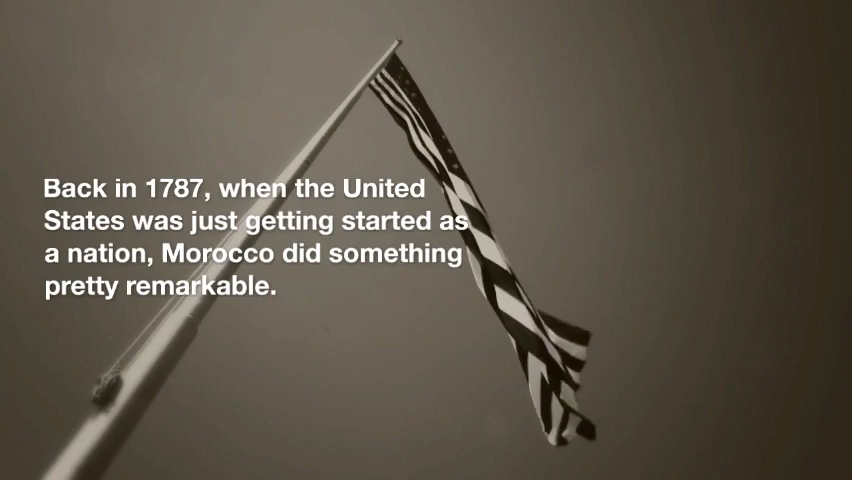 Back in 1787, when the United
States was just getting started as
a nation, Morocco did something
pretty remarkable.